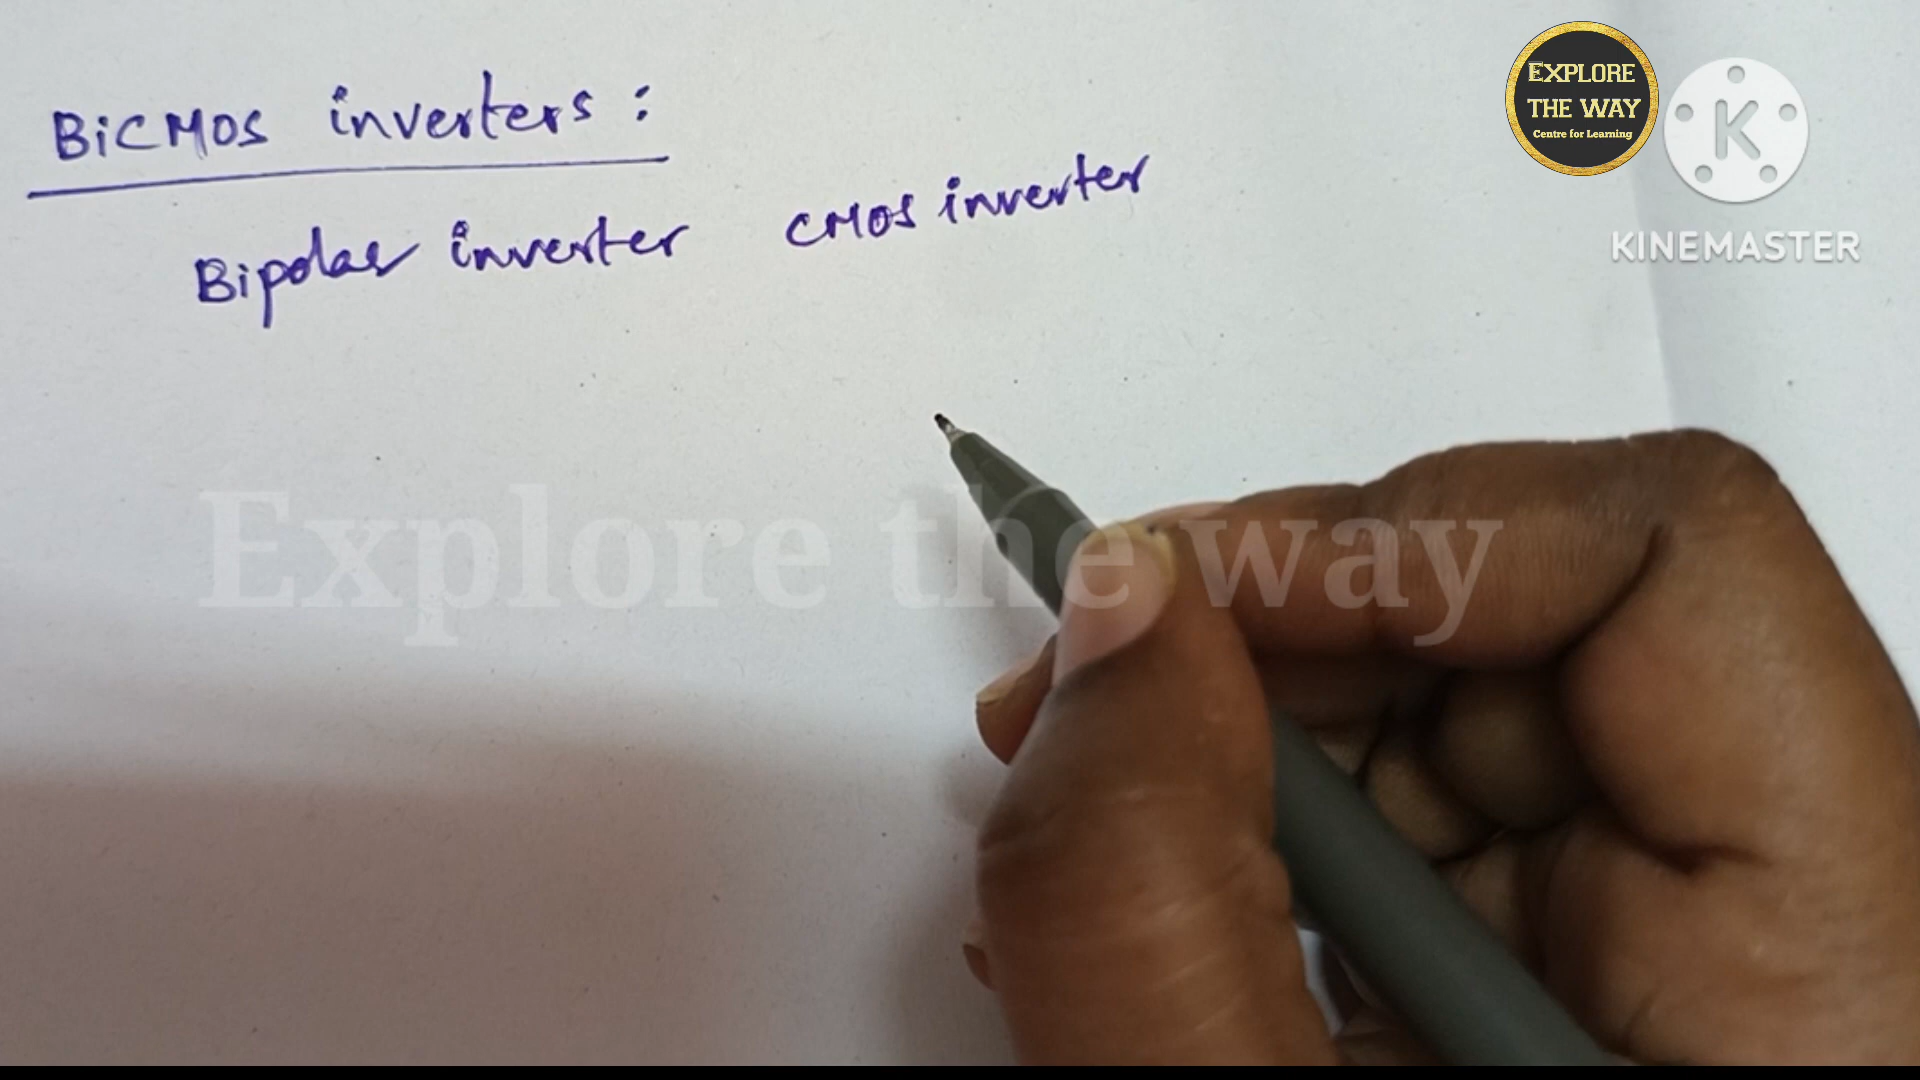 BiCMOS inverters :
Bipolar inverter CMOS inverter
EXPLORE
THE WAY
Centre for Learning
K
KINEMASTER
Explore the way